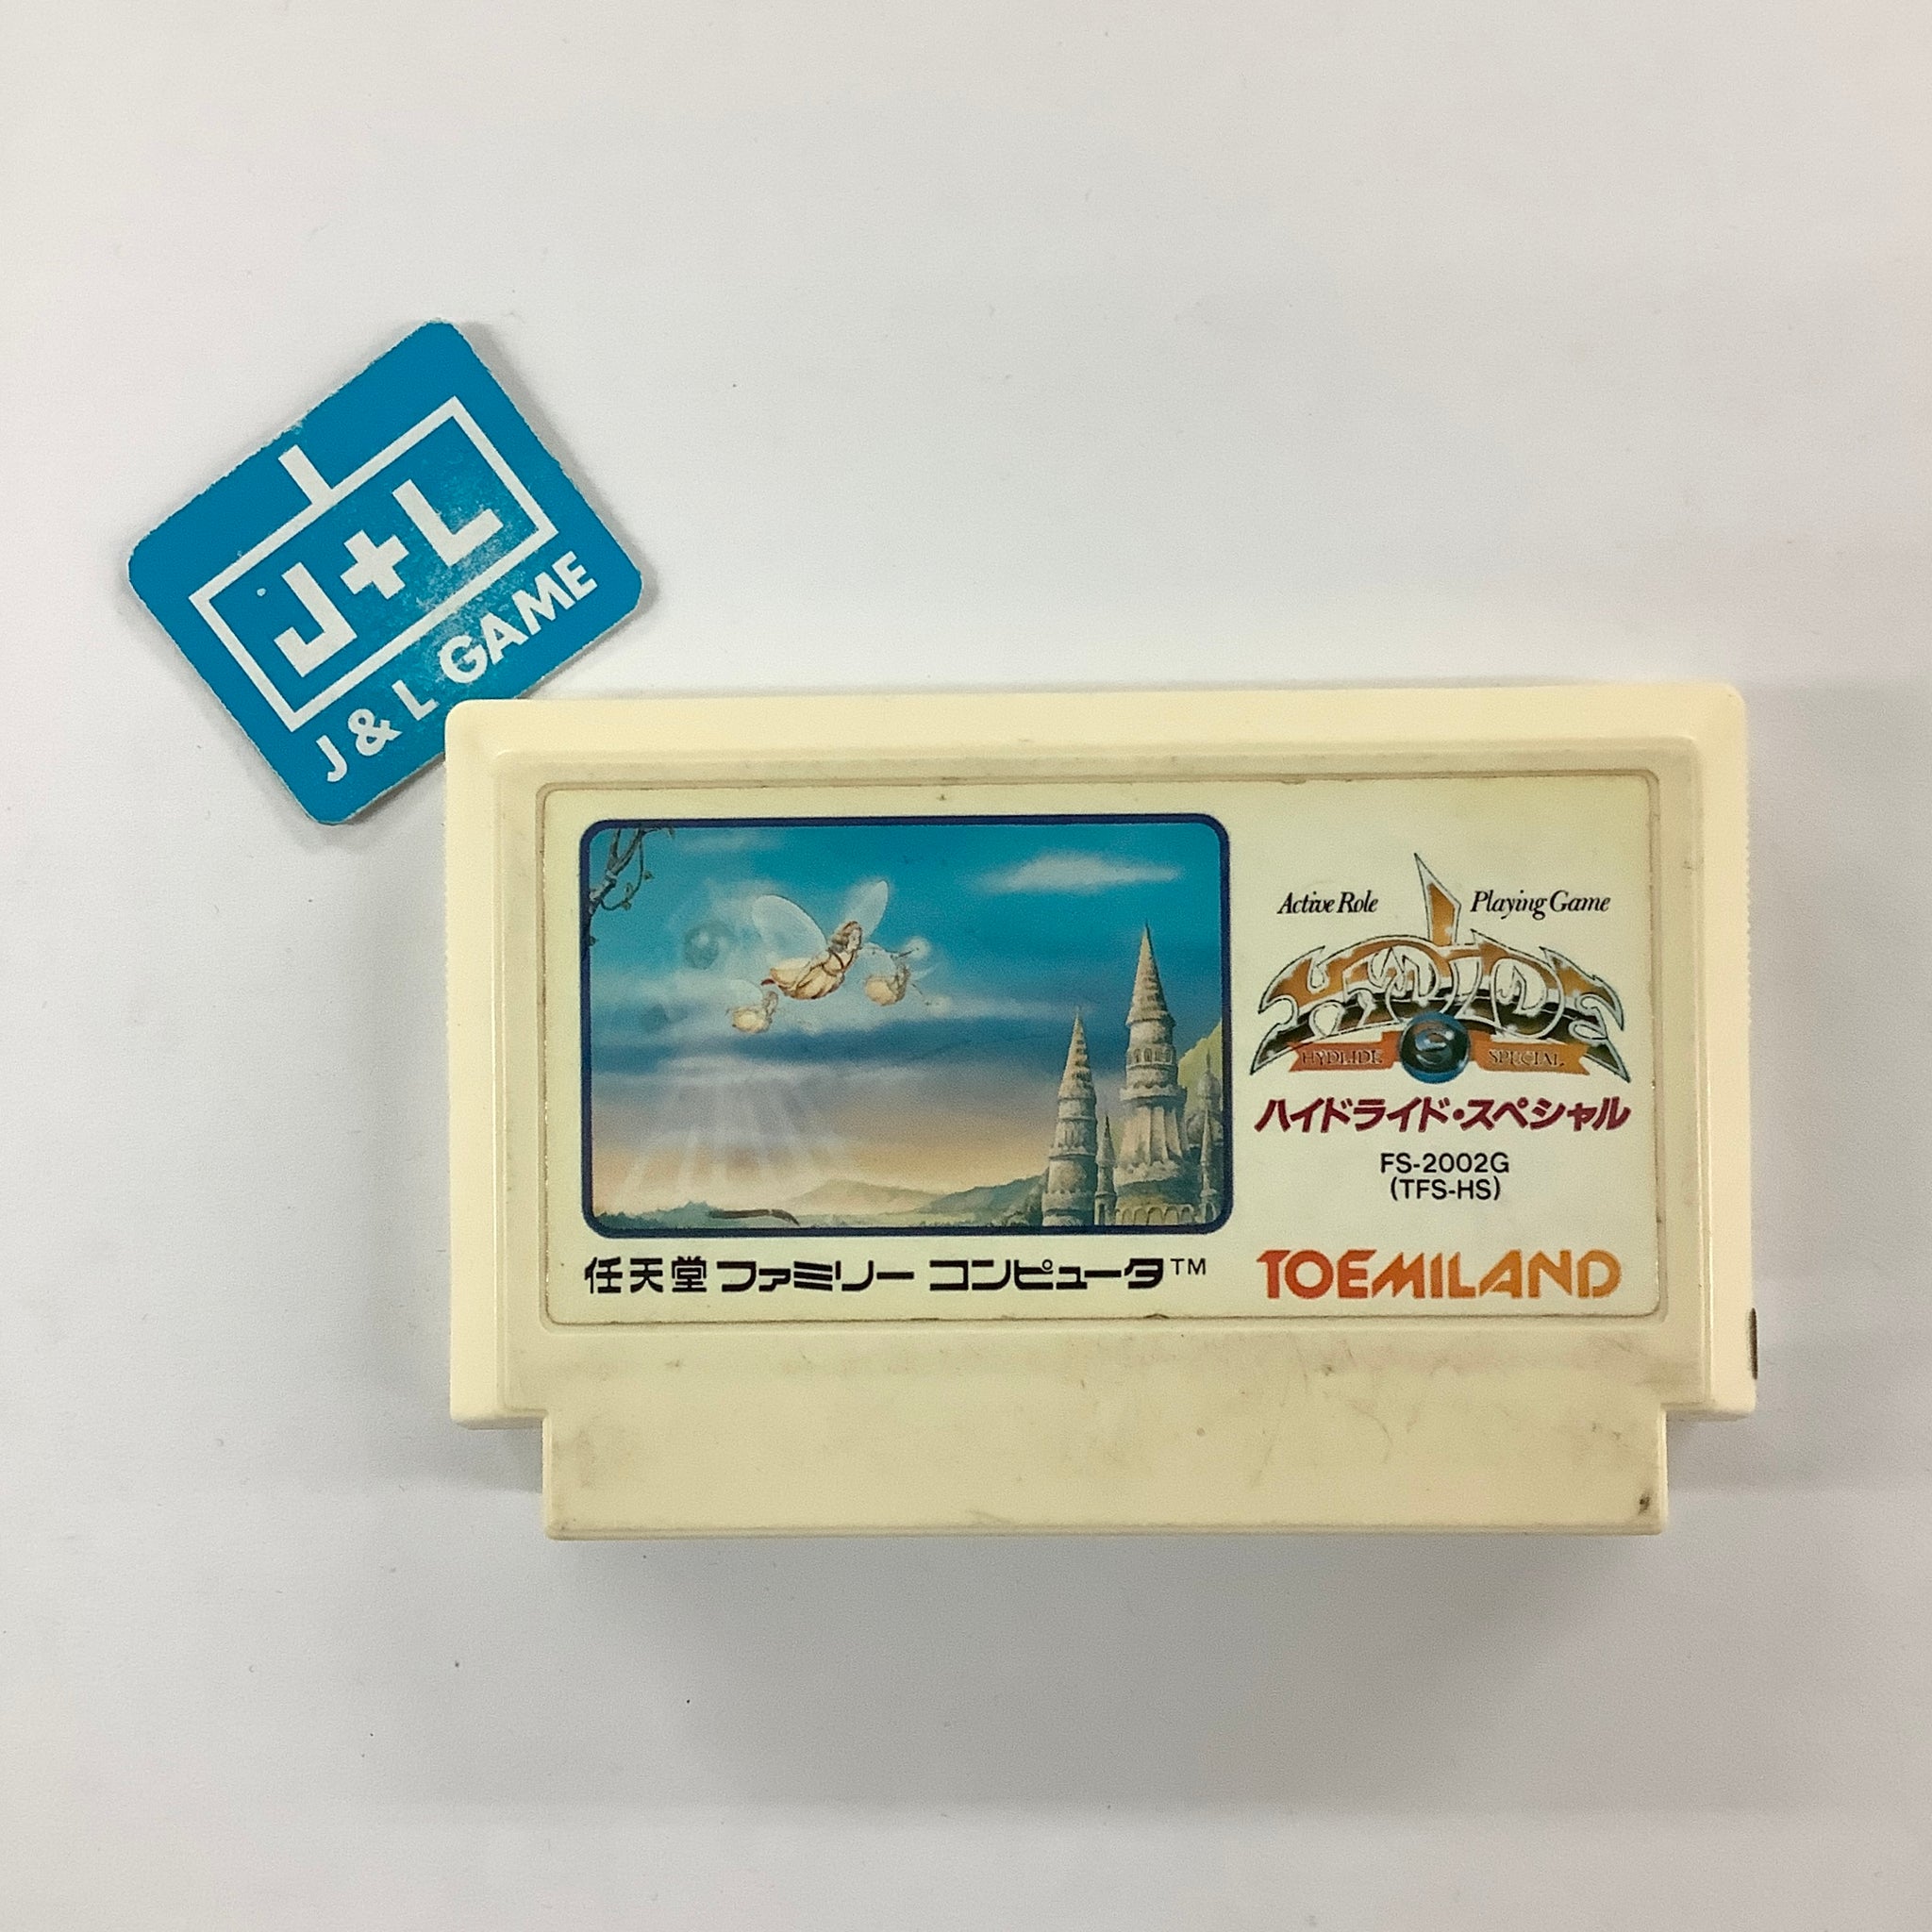 J+L
J & L GAME
Active Role Playing Game
HYDLIDE
S
HYDLIDE SPECIAL
ハイドライド・スペシャル
FS-2002G
(TFS-HS)
任天堂 ファミリー コンピュータ™
TOEMILAND